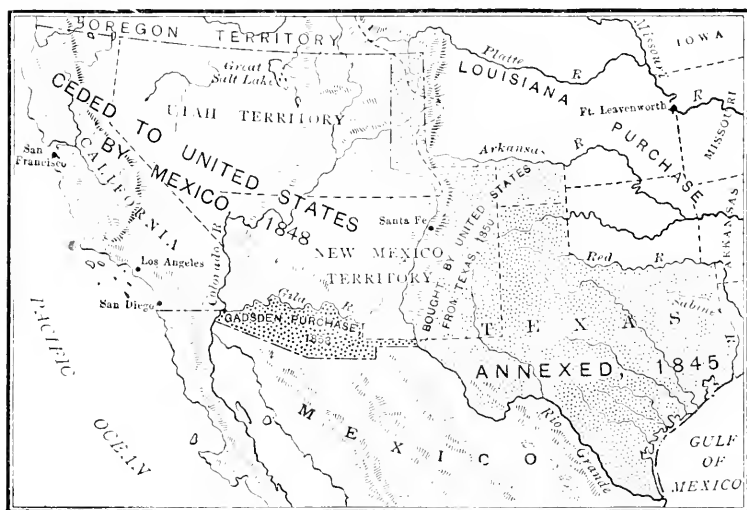 OREGON TERRITORY
Platte R
Missouri R
IOWA
LOUISIANA PURCHASE
Great
Salt Lake
Ft. Leavenworth
UTAH TERRITORY
CEDED TO UNITED STATES
BY MEXICO, 1848
MISSOURI
Arkansas R
San
Francisco
CALIFORNIA
ARKANSAS
Santa Fe
BOUGHT BY UNITED STATES
FROM TEXAS, 1850
NEW MEXICO
TERRITORY
Colorado R
Los Angeles
Red R
San Diego
Gila R
GADSDEN PURCHASE
Sabine R
TEXAS
ANNEXED, 1845
PACIFIC
OCEAN
MEXICO
Rio Grande
GULF
OF
MEXICO